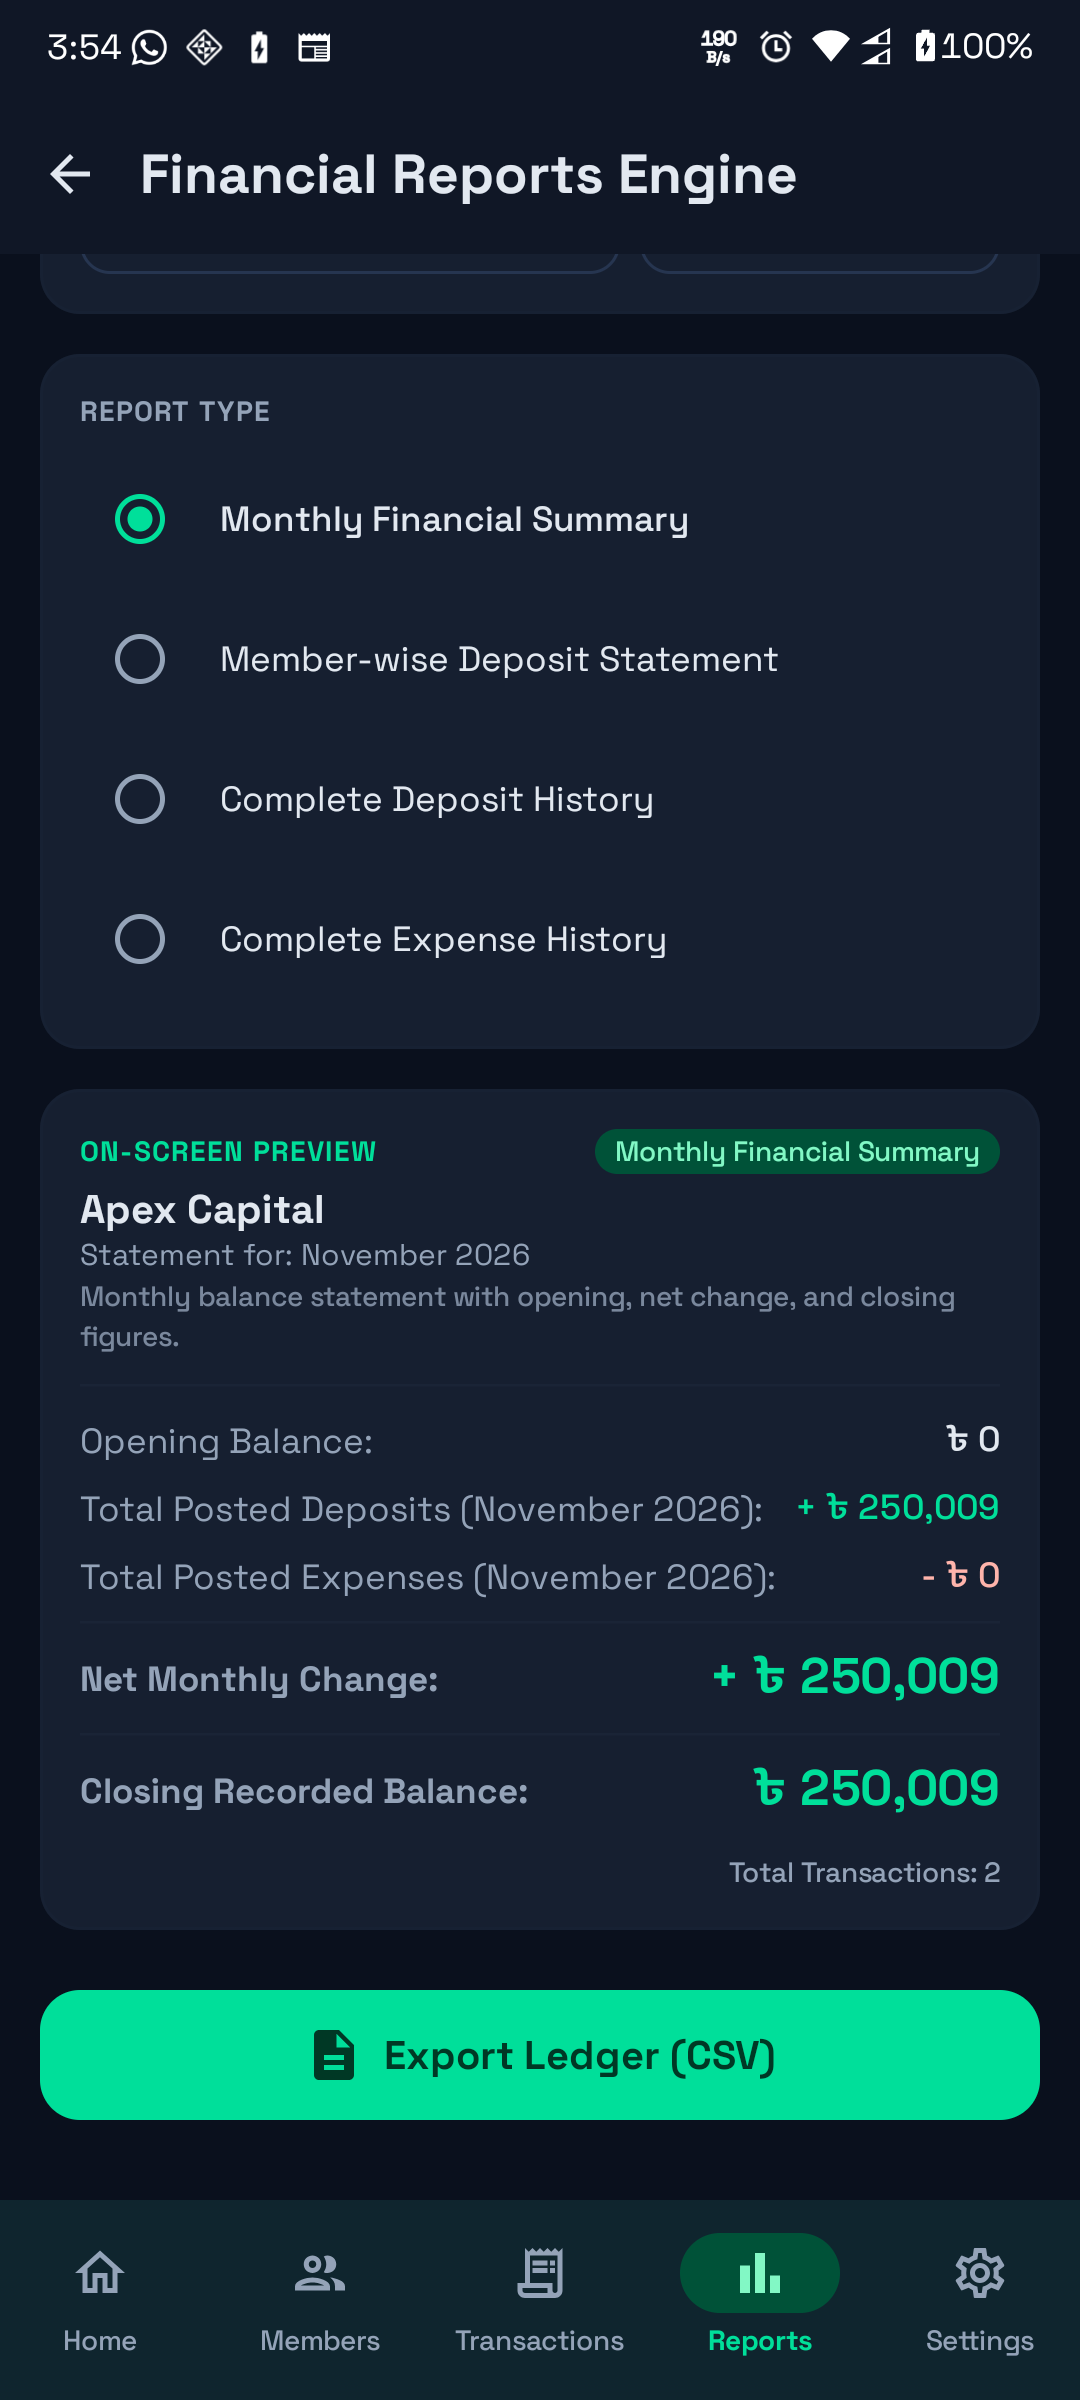 3:54
190
B/s
100%
Financial Reports Engine
REPORT TYPE
Monthly Financial Summary
Member-wise Deposit Statement
Complete Deposit History
Complete Expense History
ON-SCREEN PREVIEW
Monthly Financial Summary
Apex Capital
Statement for: November 2026
Monthly balance statement with opening, net change, and closing
figures.
Opening Balance: ৳ 0
Total Posted Deposits (November 2026): + ৳ 250,009
Total Posted Expenses (November 2026): - ৳ 0
Net Monthly Change: + ৳ 250,009
Closing Recorded Balance: ৳ 250,009
Total Transactions: 2
Export Ledger (CSV)
Home
Members
Transactions
Reports
Settings